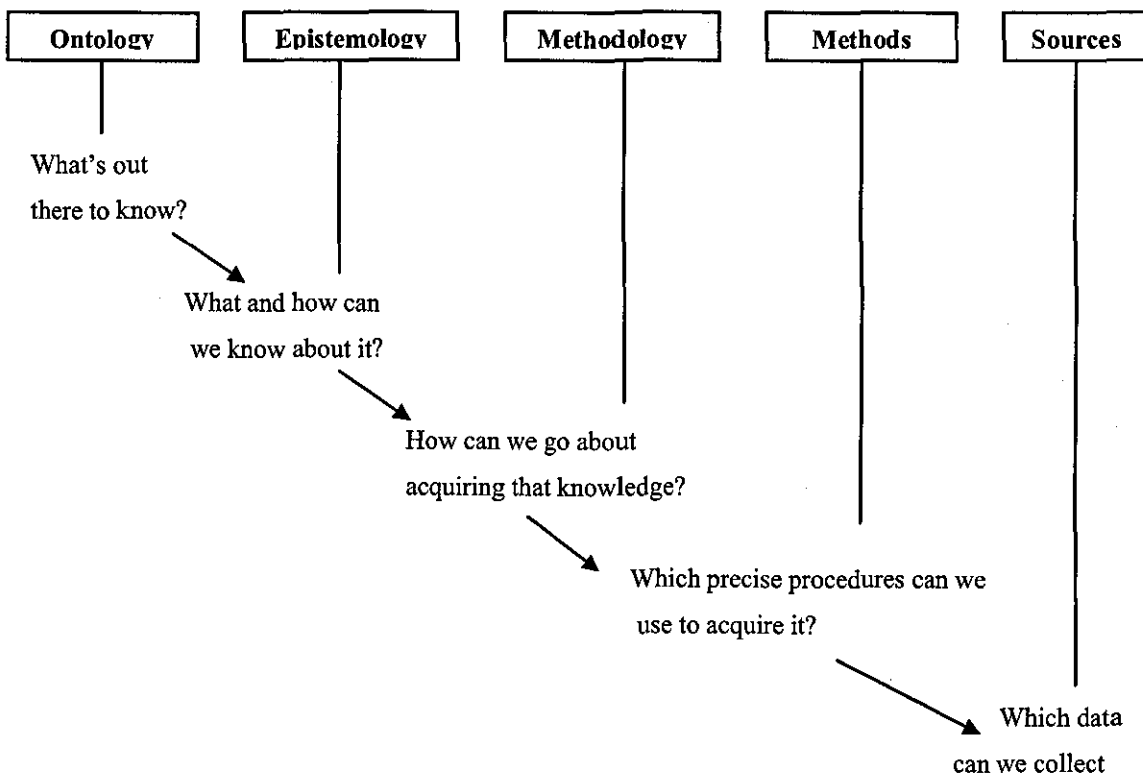 Ontology Epistemology Methodology Methods Sources
What's out
there to know?
What and how can
we know about it?
How can we go about
acquiring that knowledge?
Which precise procedures can we
use to acquire it?
Which data
can we collect